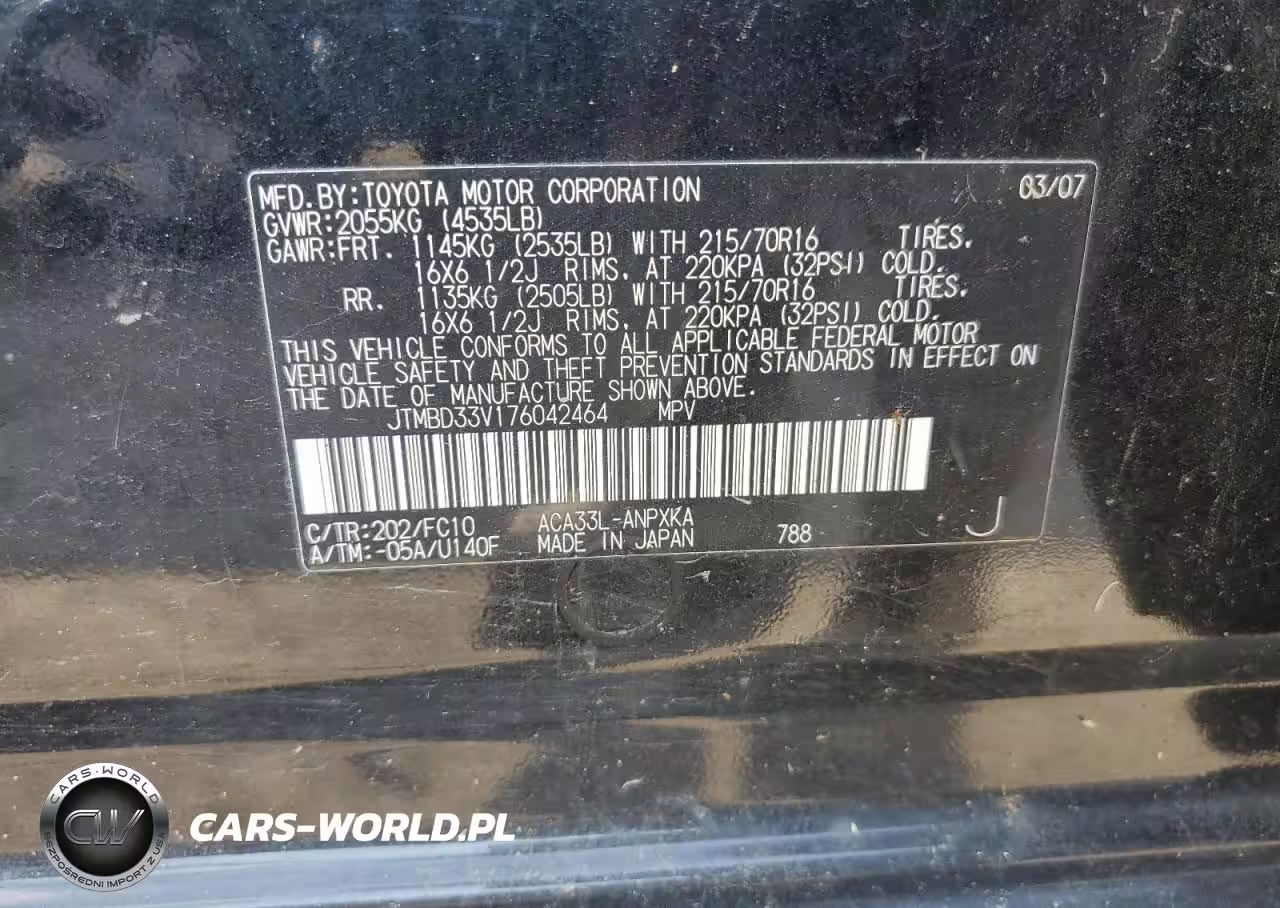 MFD.BY:TOYOTA MOTOR CORPORATION 03/07
GVWR:2055KG (4535LB)
GAWR:FRT. 1145KG (2535LB) WITH 215/70R16 TIRES.
16X6 1/2J RIMS, AT 220KPA (32PSI) COLD.
RR. 1135KG (2505LB) WITH 215/70R16 TIRES.
16X6 1/2J RIMS, AT 220KPA (32PSI) COLD.
THIS VEHICLE CONFORMS TO ALL APPLICABLE FEDERAL MOTOR
VEHICLE SAFETY AND THEFT PREVENTION STANDARDS IN EFFECT ON
THE DATE OF MANUFACTURE SHOWN ABOVE.
JTMBD33V176042464 MPV
C/TR:202/FC10 ACA33L-ANPXKA
A/TM:-05A/U140F MADE IN JAPAN 788 J
CARS-WORLD
CW
BEZPOŚREDNI IMPORT Z USA
CARS-WORLD.PL